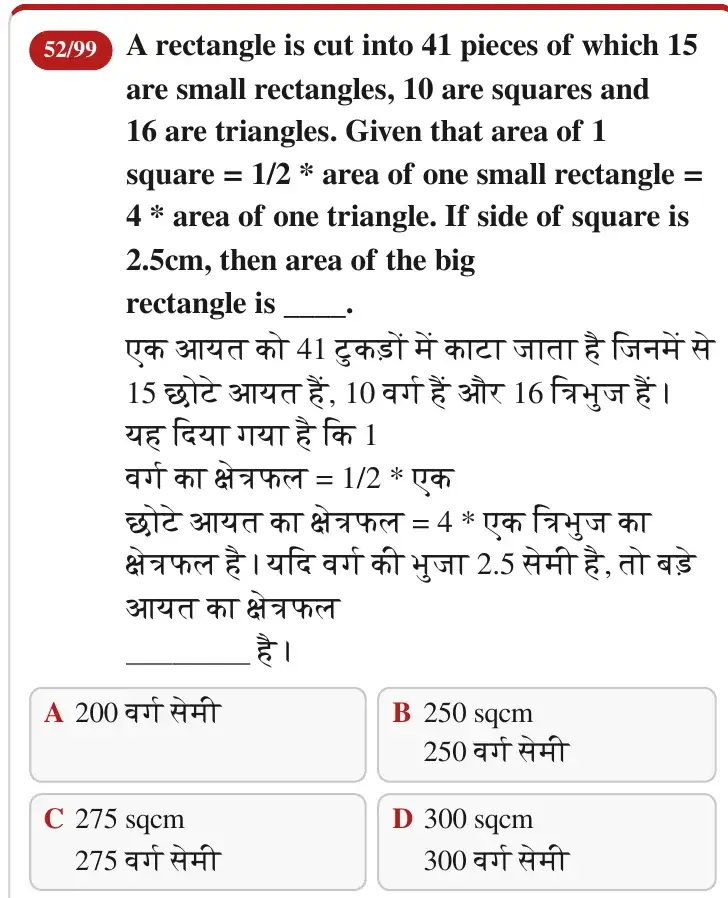 52/99 A rectangle is cut into 41 pieces of which 15
are small rectangles, 10 are squares and
16 are triangles. Given that area of 1
square = 1/2 * area of one small rectangle =
4 * area of one triangle. If side of square is
2.5cm, then area of the big
rectangle is ____.
एक आयत को 41 टुकड़ों में काटा जाता है जिनमें से
15 छोटे आयत हैं, 10 वर्ग हैं और 16 त्रिभुज हैं।
यह दिया गया है कि 1
वर्ग का क्षेत्रफल = 1/2 * एक
छोटे आयत का क्षेत्रफल = 4 * एक त्रिभुज का
क्षेत्रफल है। यदि वर्ग की भुजा 2.5 सेमी है, तो बड़े
आयत का क्षेत्रफल
________ है।
A 200 वर्ग सेमी
B 250 sqcm
250 वर्ग सेमी
C 275 sqcm
275 वर्ग सेमी
D 300 sqcm
300 वर्ग सेमी